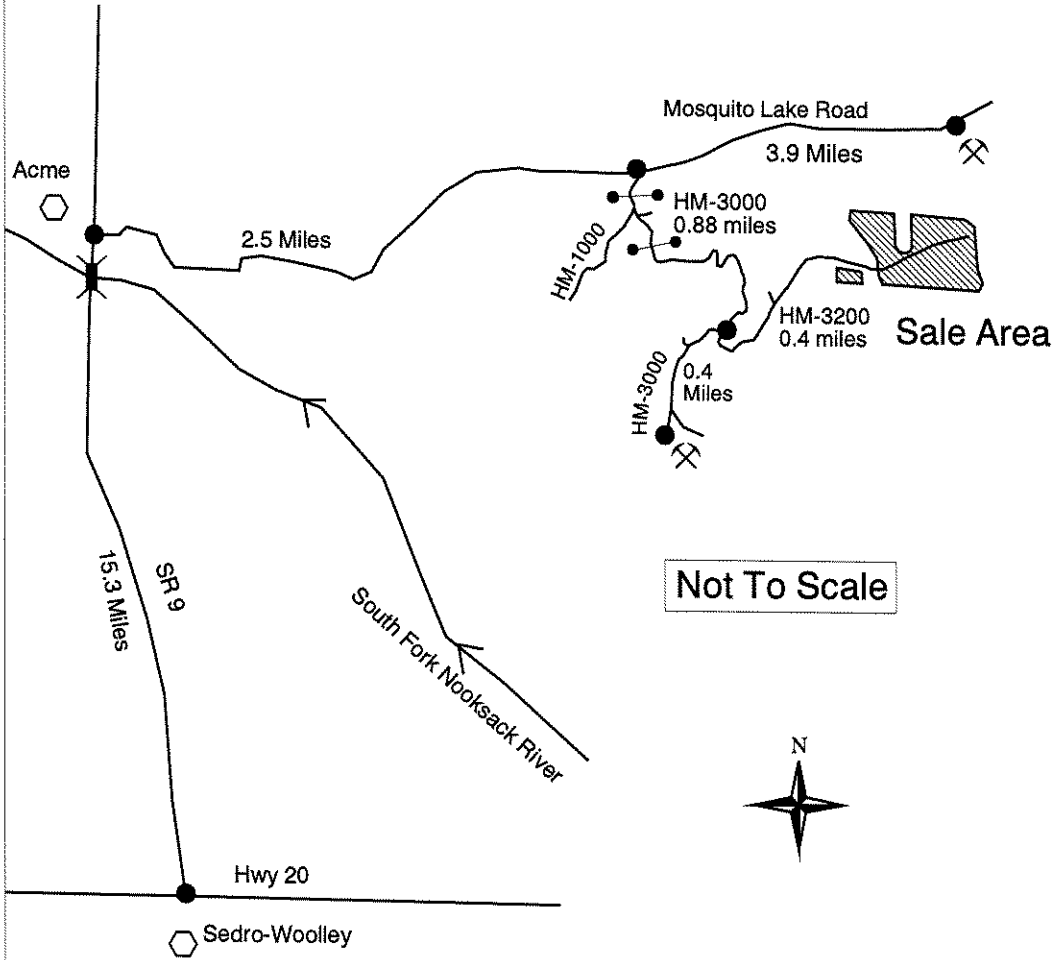 Mosquito Lake Road
3.9 Miles
Acme
2.5 Miles
HM-3000
0.88 miles
HM-1000
HM-3200
0.4 miles
Sale Area
HM-3000
0.4
Miles
Not To Scale
SR 9
15.3 Miles
South Fork Nooksack River
N
Hwy 20
Sedro-Woolley